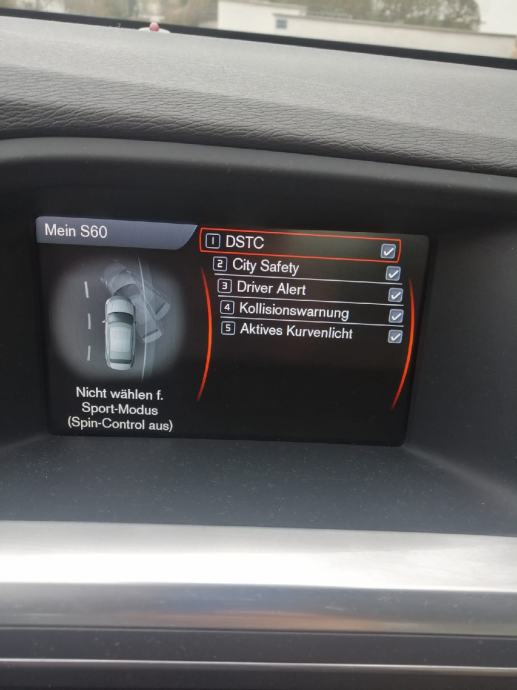 Mein S60
1 DSTC
2 City Safety
3 Driver Alert
4 Kollisionswarnung
5 Aktives Kurvenlicht
Nicht wählen f.
Sport-Modus
(Spin-Control aus)